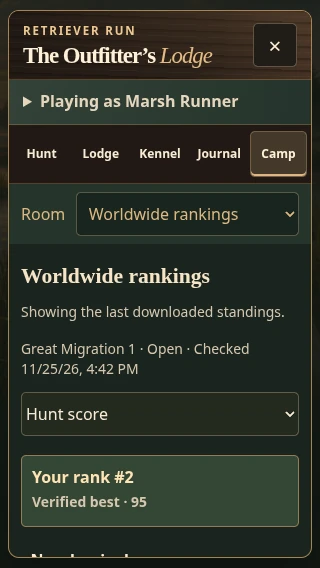 RETRIEVER RUN
The Outfitter's Lodge
✕
▶ Playing as Marsh Runner
Hunt Lodge Kennel Journal Camp
Room Worldwide rankings
Worldwide rankings
Showing the last downloaded standings.
Great Migration 1 · Open · Checked
11/25/26, 4:42 PM
Hunt score
Your rank #2
Verified best · 95